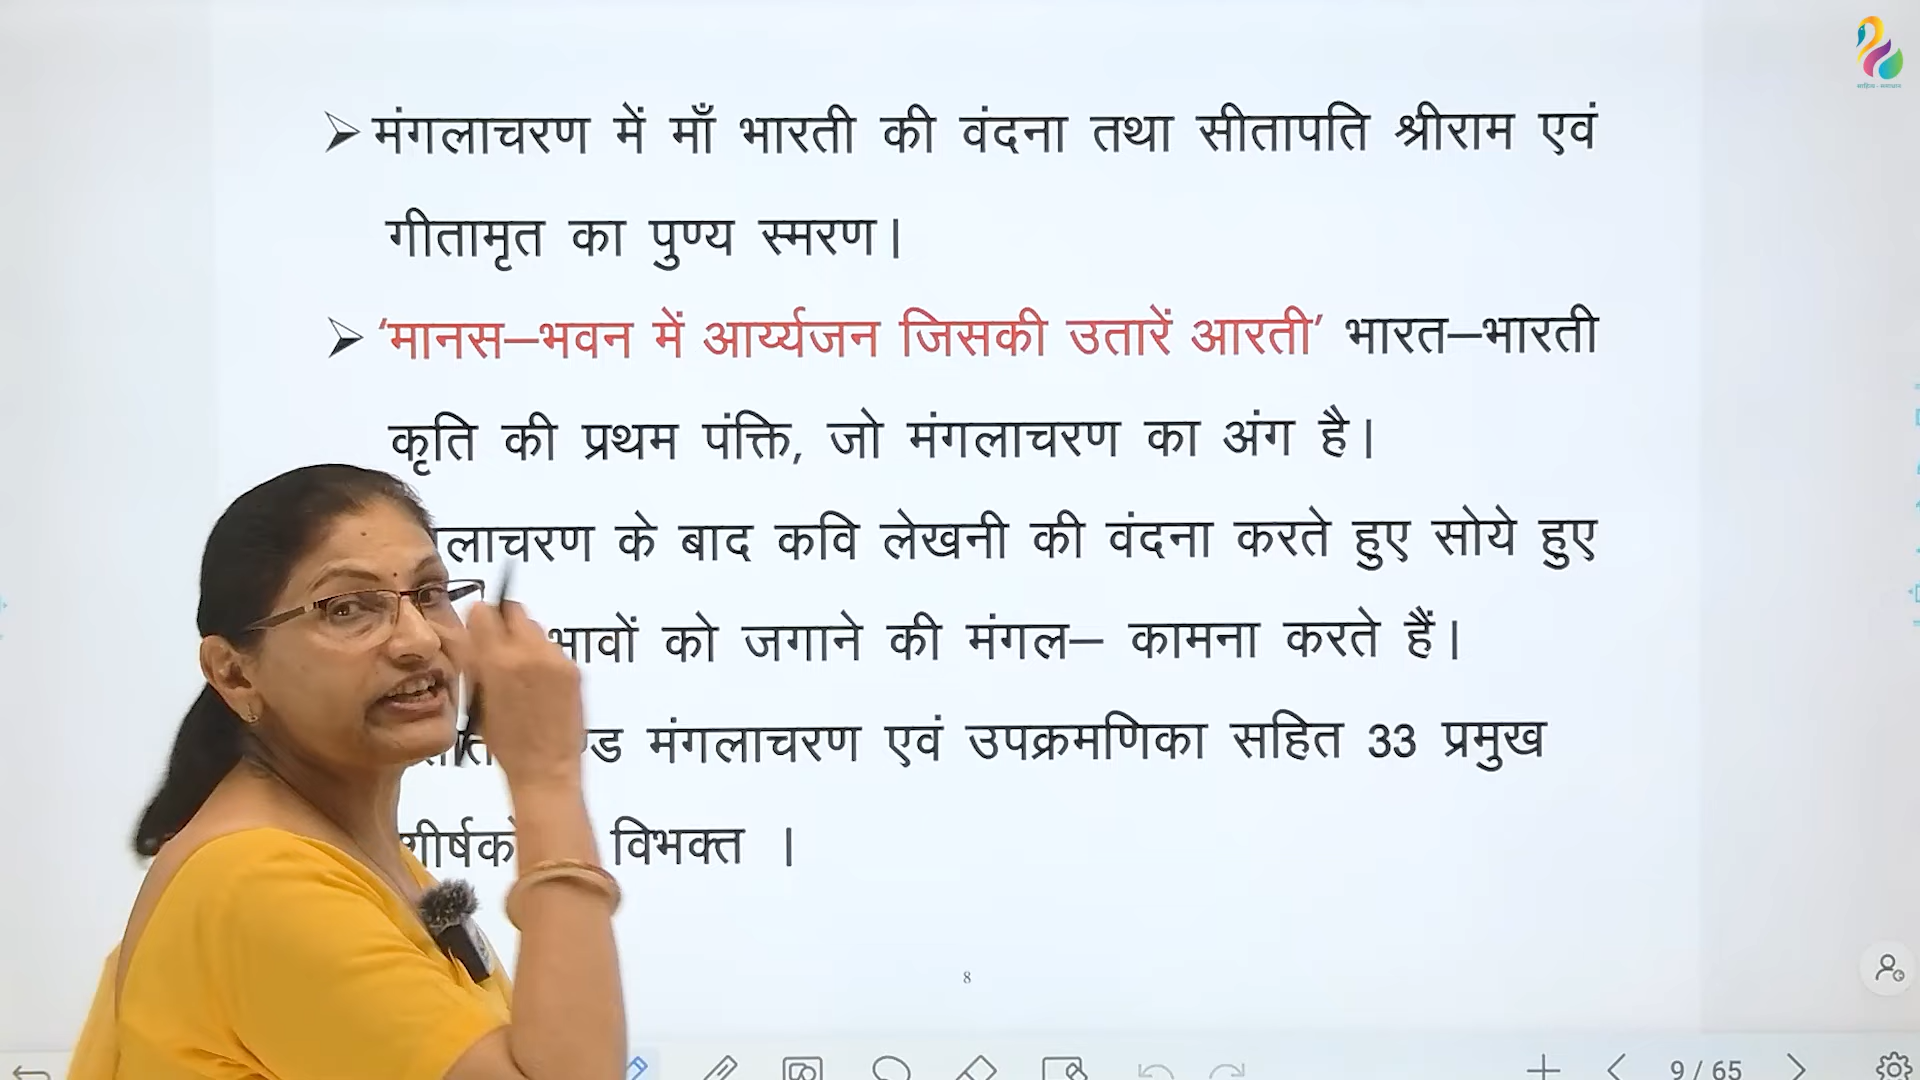 मंगलाचरण में माँ भारती की वंदना तथा सीतापति श्रीराम एवं
गीतामृत का पुण्य स्मरण।
‘मानस–भवन में आर्य्यजन जिसकी उतारें आरती’ भारत–भारती
कृति की प्रथम पंक्ति, जो मंगलाचरण का अंग है।
के बाद कवि लेखनी की वंदना करते हुए सोये हुए
भावों को जगाने की मंगल– कामना करते हैं।
मंगलाचरण एवं उपक्रमणिका सहित 33 प्रमुख
विभक्त ।
8
9/65